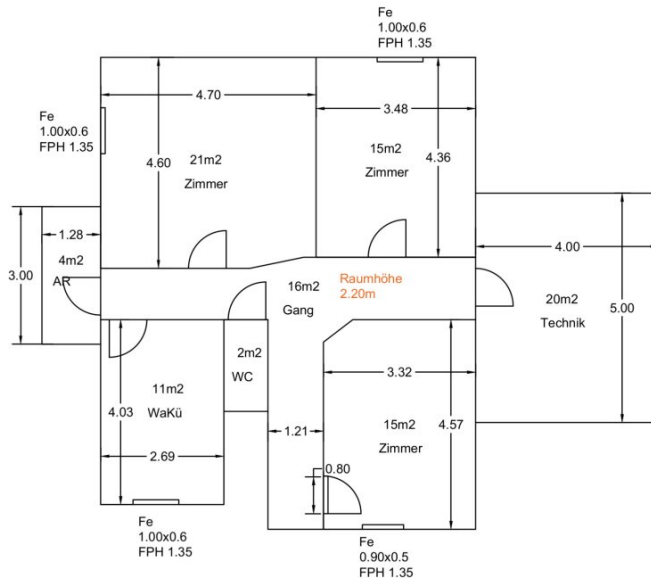 Fe
1.00x0.6
FPH 1.35
4.70
3.48
Fe
1.00x0.6
FPH 1.35
4.60
21m2
Zimmer
15m2
Zimmer
4.36
1.28
4m2
AR
3.00
4.00
16m2
Gang
Raumhöhe
2.20m
20m2
Technik
5.00
2m2
WC
11m2
WaKü
4.03
2.69
3.32
1.21
15m2
Zimmer
4.57
0.80
Fe
1.00x0.6
FPH 1.35
Fe
0.90x0.5
FPH 1.35